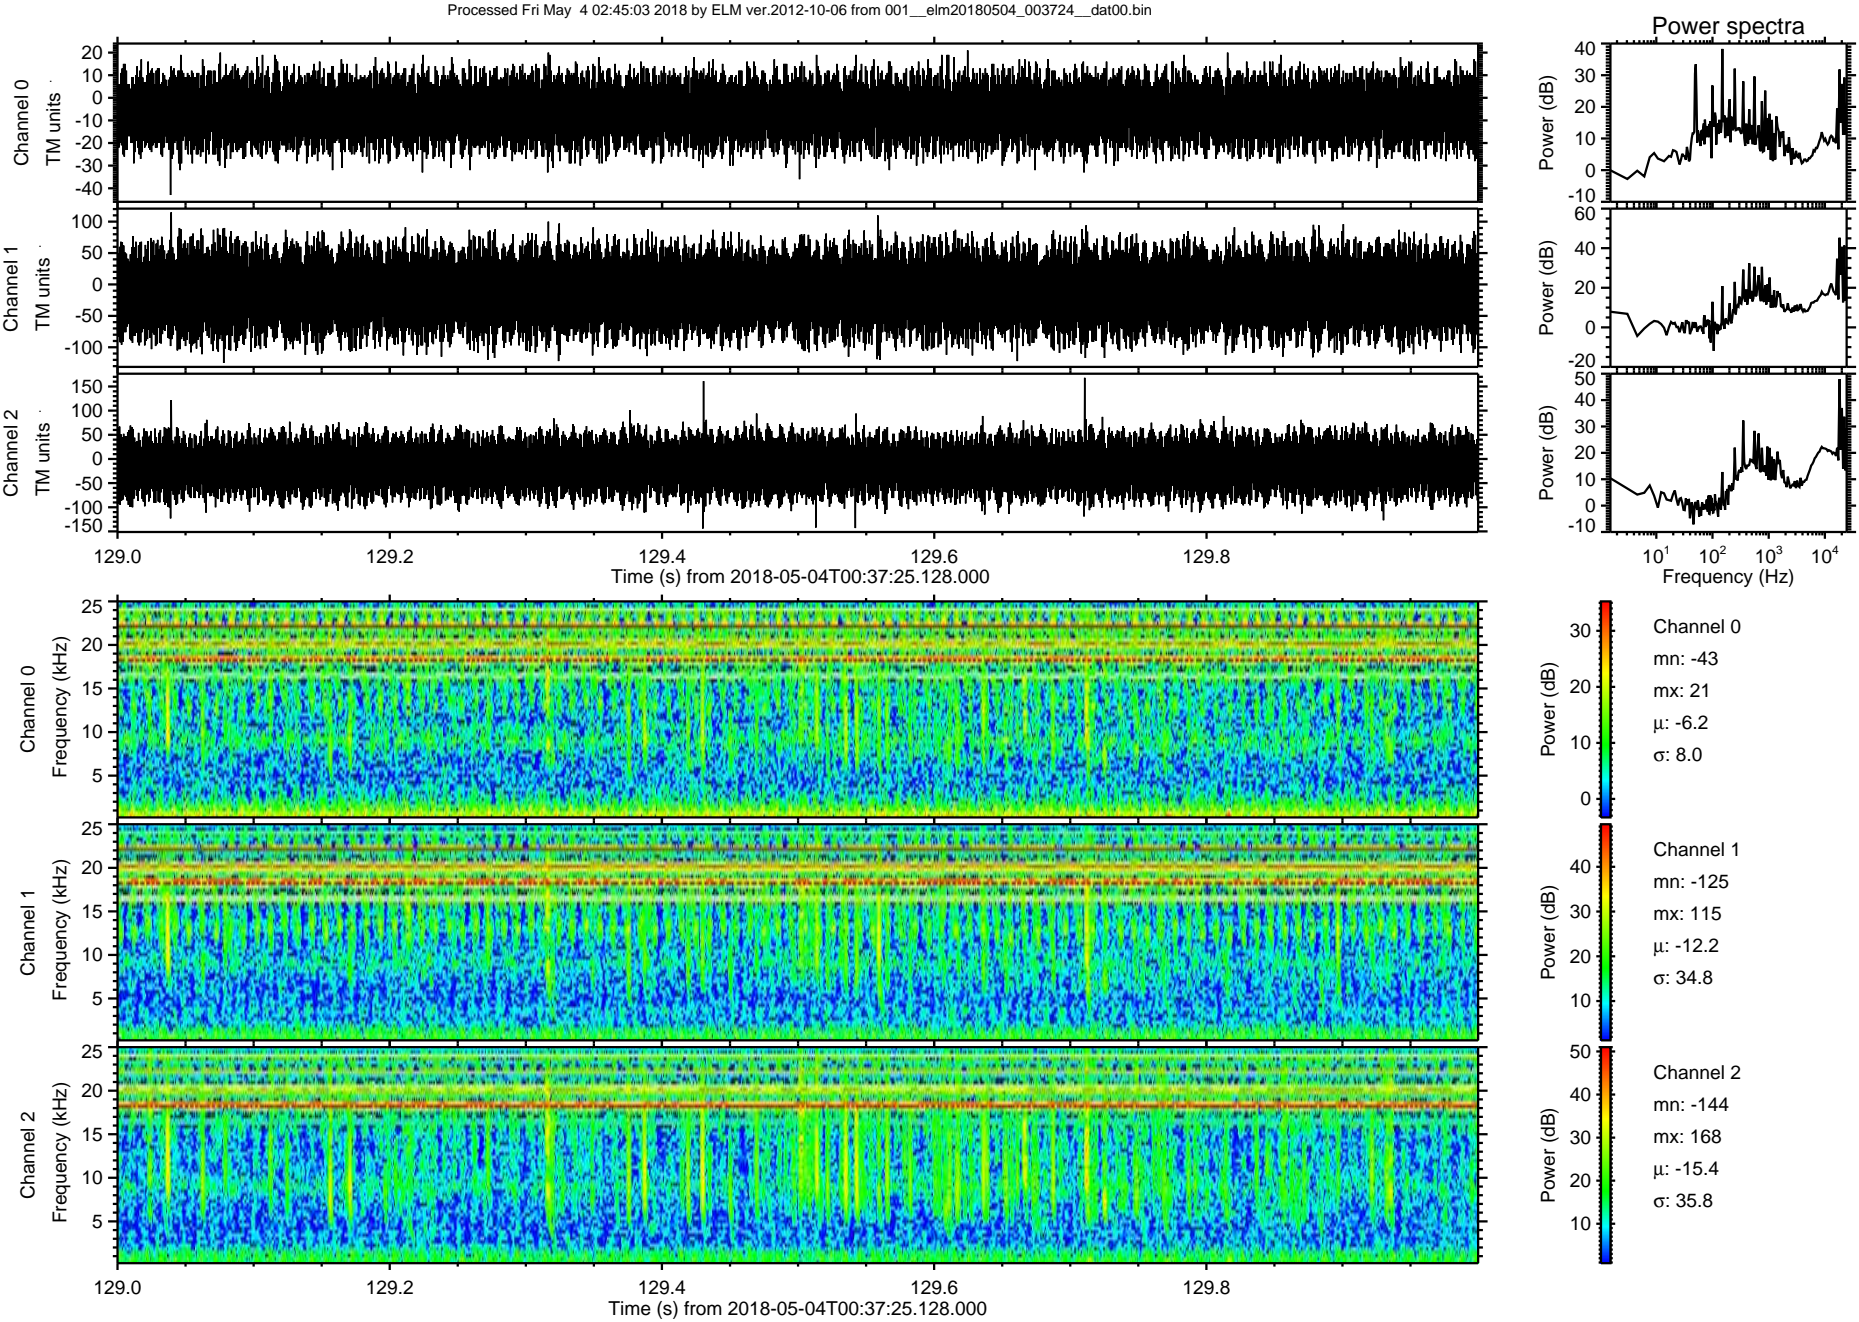 Processed Fri May  4 02:45:03 2018 by ELM ver.2012-10-06 from 001__elm20180504_003724__dat00.bin
Power spectra
Channel 0
TM units
20
10
0
-10
-20
-30
-40
Power (dB)
40
30
20
10
0
-10
Channel 1
TM units
100
50
0
-50
-100
Power (dB)
60
40
20
0
-20
Channel 2
TM units
150
100
50
0
-50
-100
-150
Power (dB)
50
40
30
20
10
0
-10
129.0 129.2 129.4 129.6 129.8
Time (s) from 2018-05-04T00:37:25.128.000
10^1 10^2 10^3 10^4
Frequency (Hz)
Channel 0
Frequency (kHz)
25
20
15
10
5
Power (dB)
30
20
10
0
Channel 0
mn: -43
mx: 21
μ: -6.2
σ: 8.0
Channel 1
Frequency (kHz)
25
20
15
10
5
Power (dB)
40
30
20
10
Channel 1
mn: -125
mx: 115
μ: -12.2
σ: 34.8
Channel 2
Frequency (kHz)
25
20
15
10
5
Power (dB)
50
40
30
20
10
Channel 2
mn: -144
mx: 168
μ: -15.4
σ: 35.8
129.0 129.2 129.4 129.6 129.8
Time (s) from 2018-05-04T00:37:25.128.000